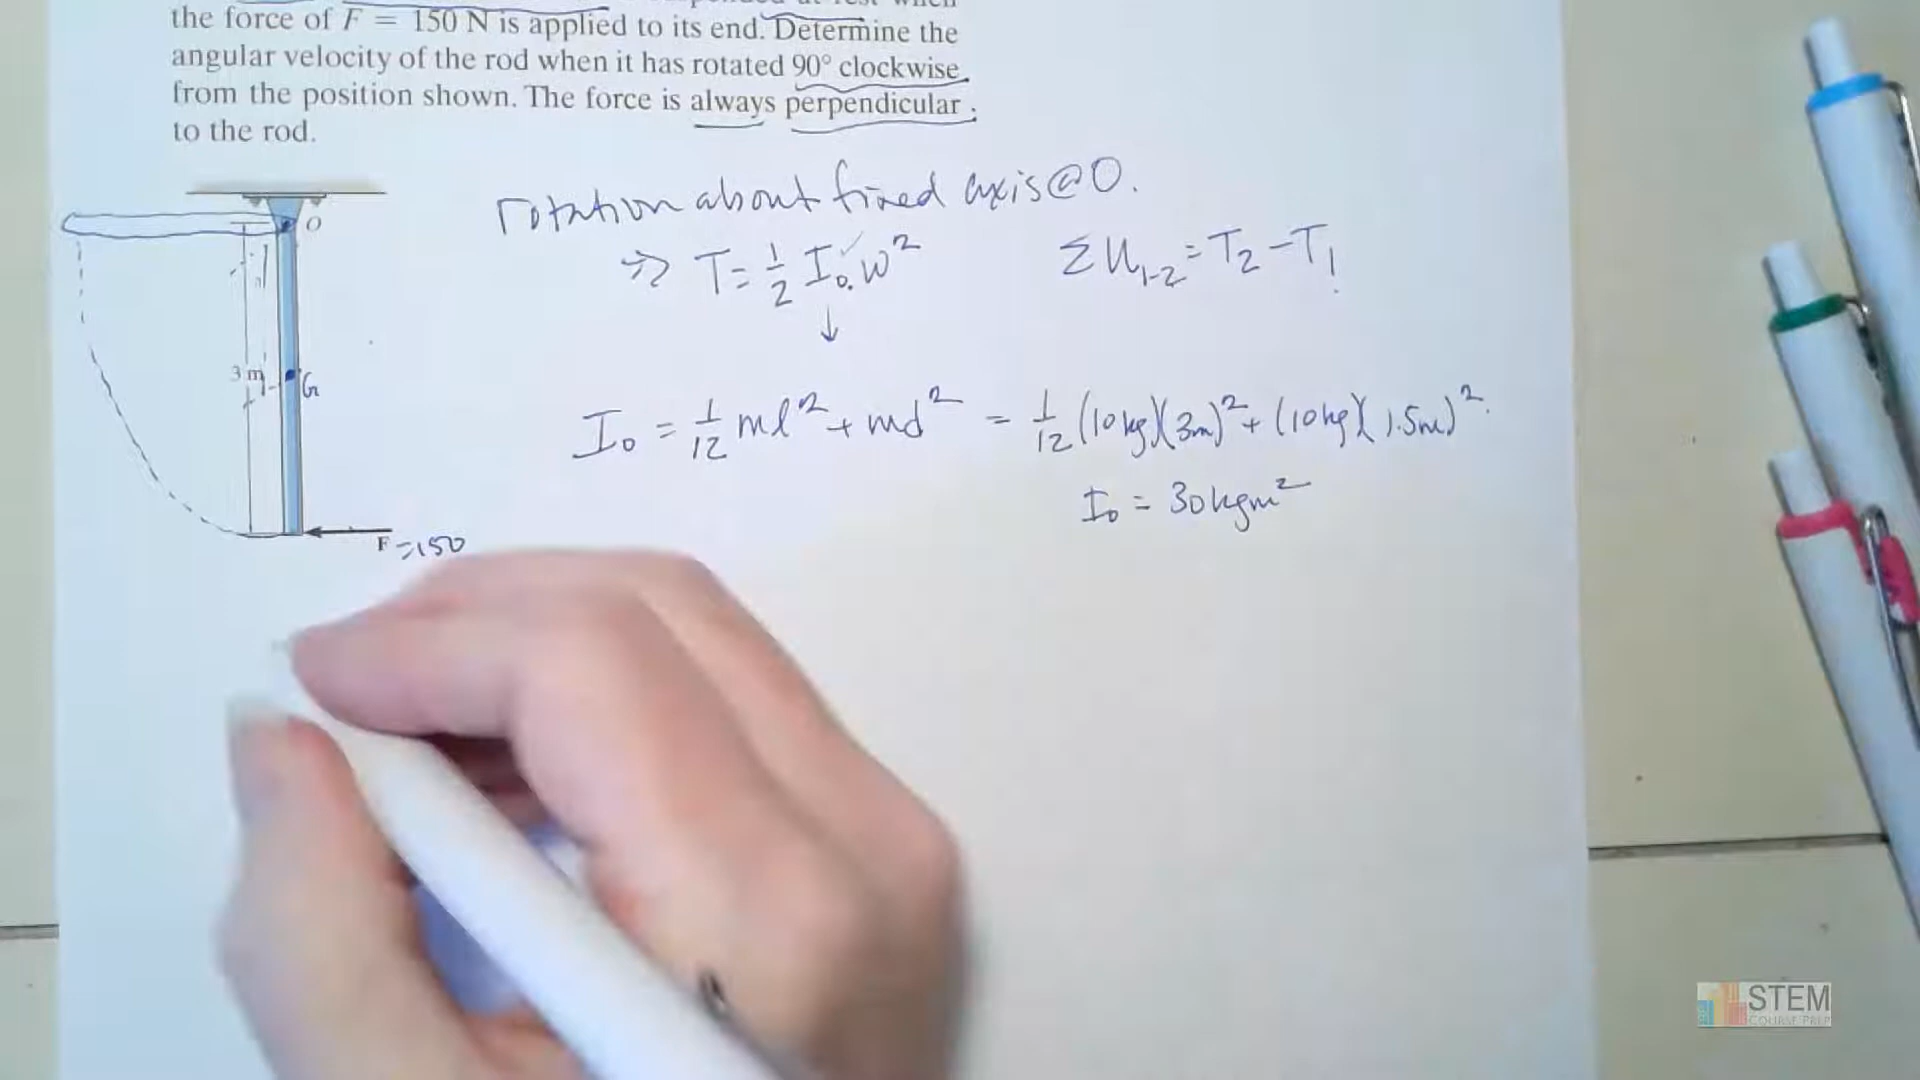 the force of F = 150 N is applied to its end. Determine the
angular velocity of the rod when it has rotated 90° clockwise
from the position shown. The force is always perpendicular
to the rod.
rotation about fixed axis @ O.
O
⇒ T = 1/2 I₀ ω²
ΣU₁₋₂ = T₂ - T₁
↓
3 m
G
I₀ = 1/12 ml² + md² = 1/12 (10kg)(3m)² + (10kg)(1.5m)²
I₀ = 30kgm²
F = 150
STEM
COURSE PREP